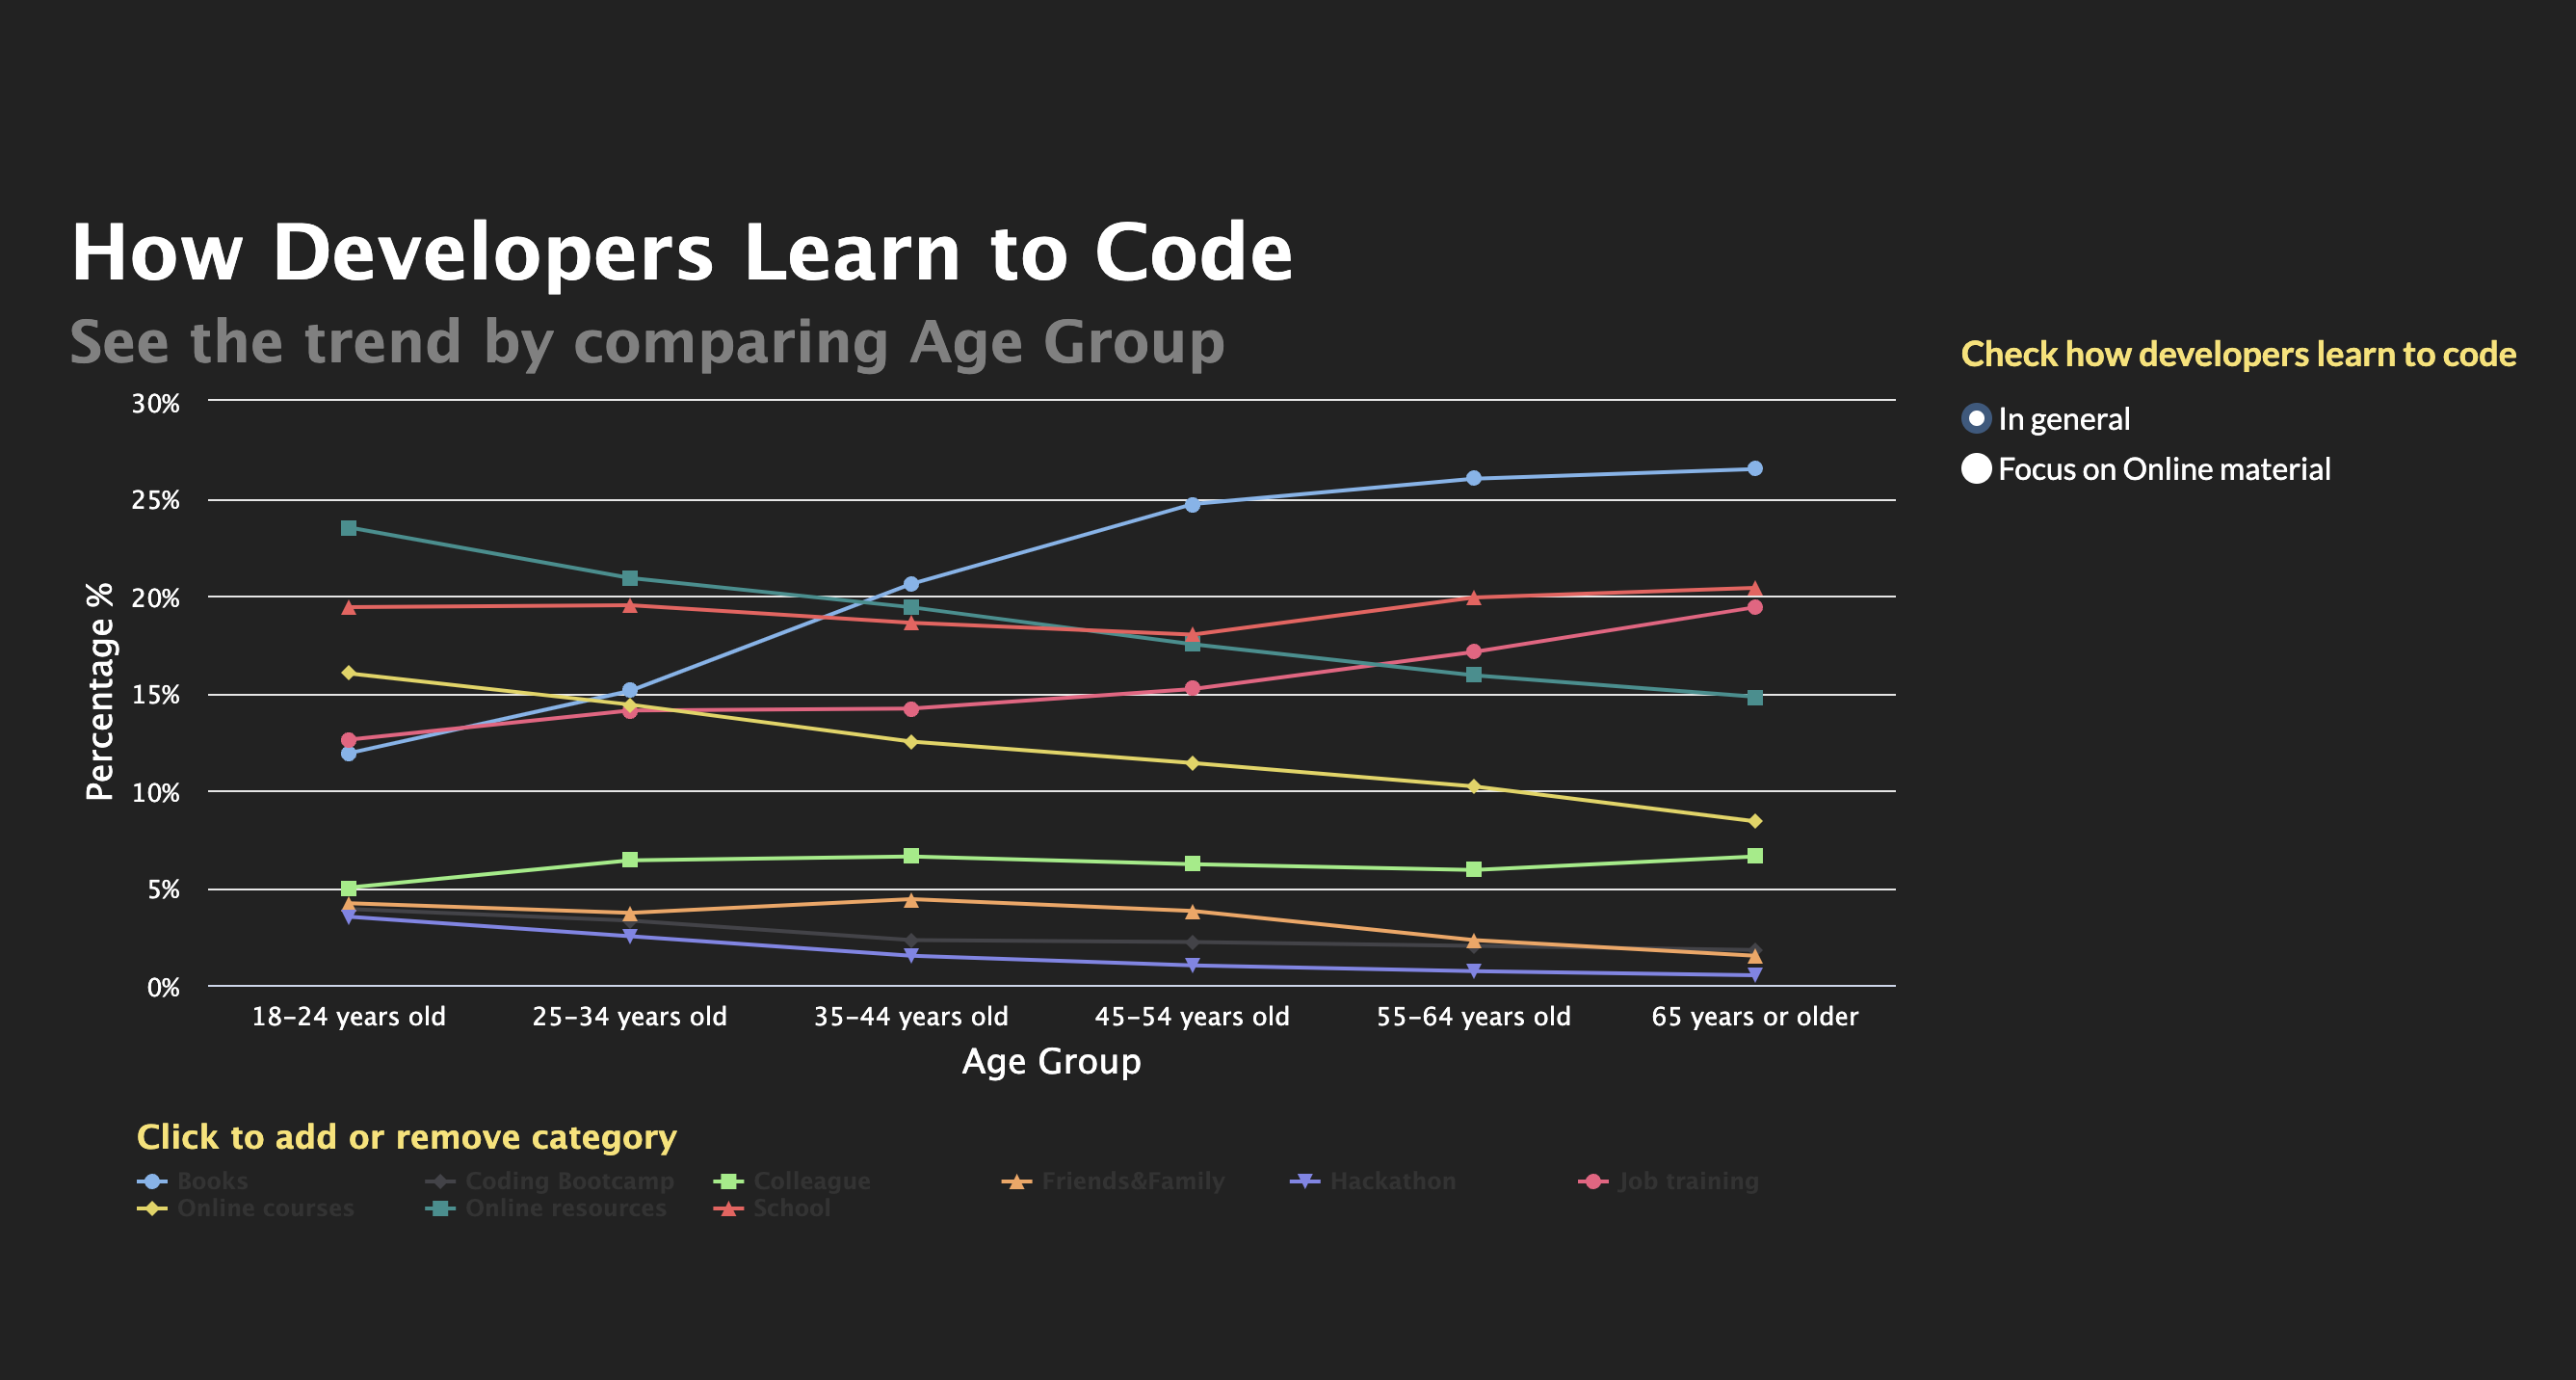 How Developers Learn to Code
See the trend by comparing Age Group
Check how developers learn to code
In general
Focus on Online material
Percentage %
30%
25%
20%
15%
10%
5%
0%
18-24 years old
25-34 years old
35-44 years old
45-54 years old
55-64 years old
65 years or older
Age Group
Click to add or remove category
Books
Coding Bootcamp
Colleague
Friends&Family
Hackathon
Job training
Online courses
Online resources
School